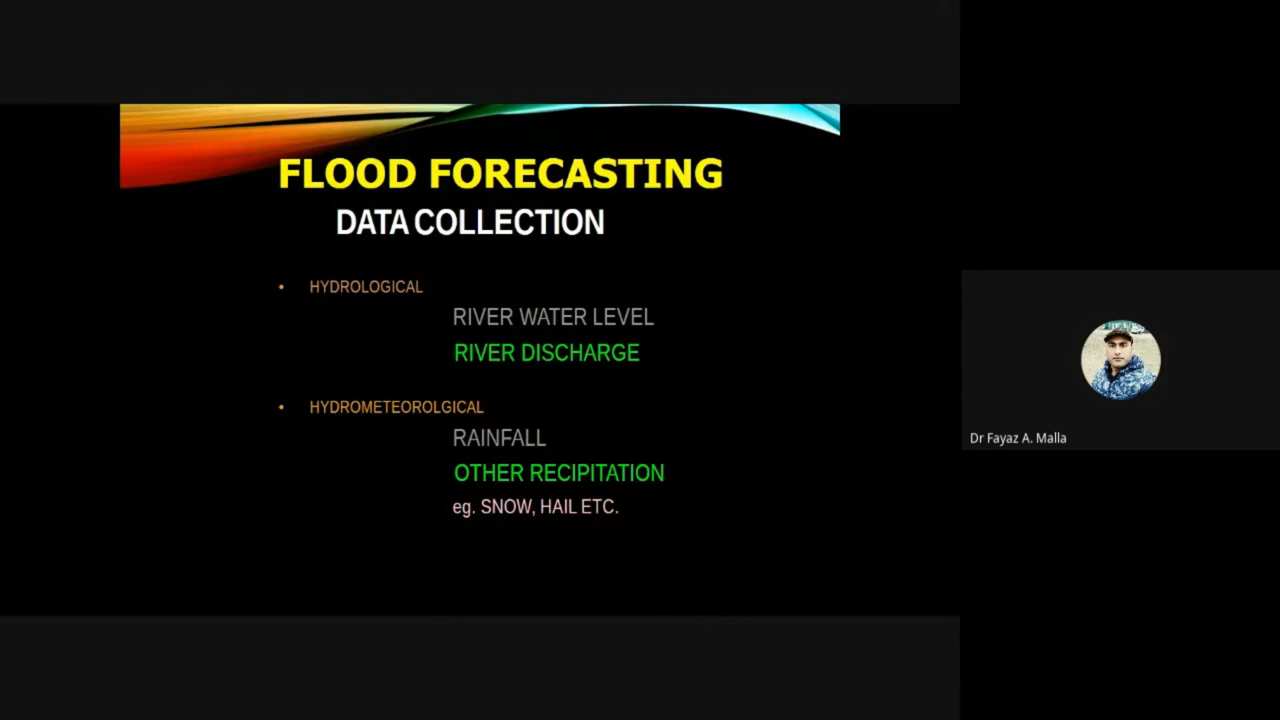 FLOOD FORECASTING
DATA COLLECTION
• HYDROLOGICAL
RIVER WATER LEVEL
RIVER DISCHARGE
• HYDROMETEOROLGICAL
RAINFALL
OTHER RECIPITATION
eg. SNOW, HAIL ETC.
Dr Fayaz A. Malla